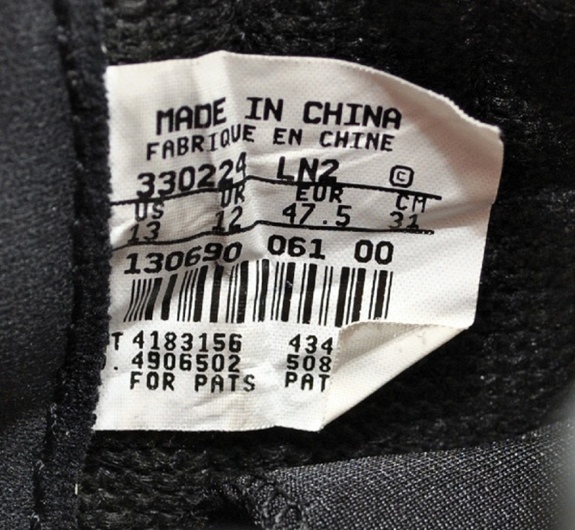 MADE IN CHINA
FABRIQUE EN CHINE
330224 LN2 C
US UK EUR CM
13 12 47.5 31
130690 061 00
T 4183156 434
. 4906502 508
FOR PATS PAT